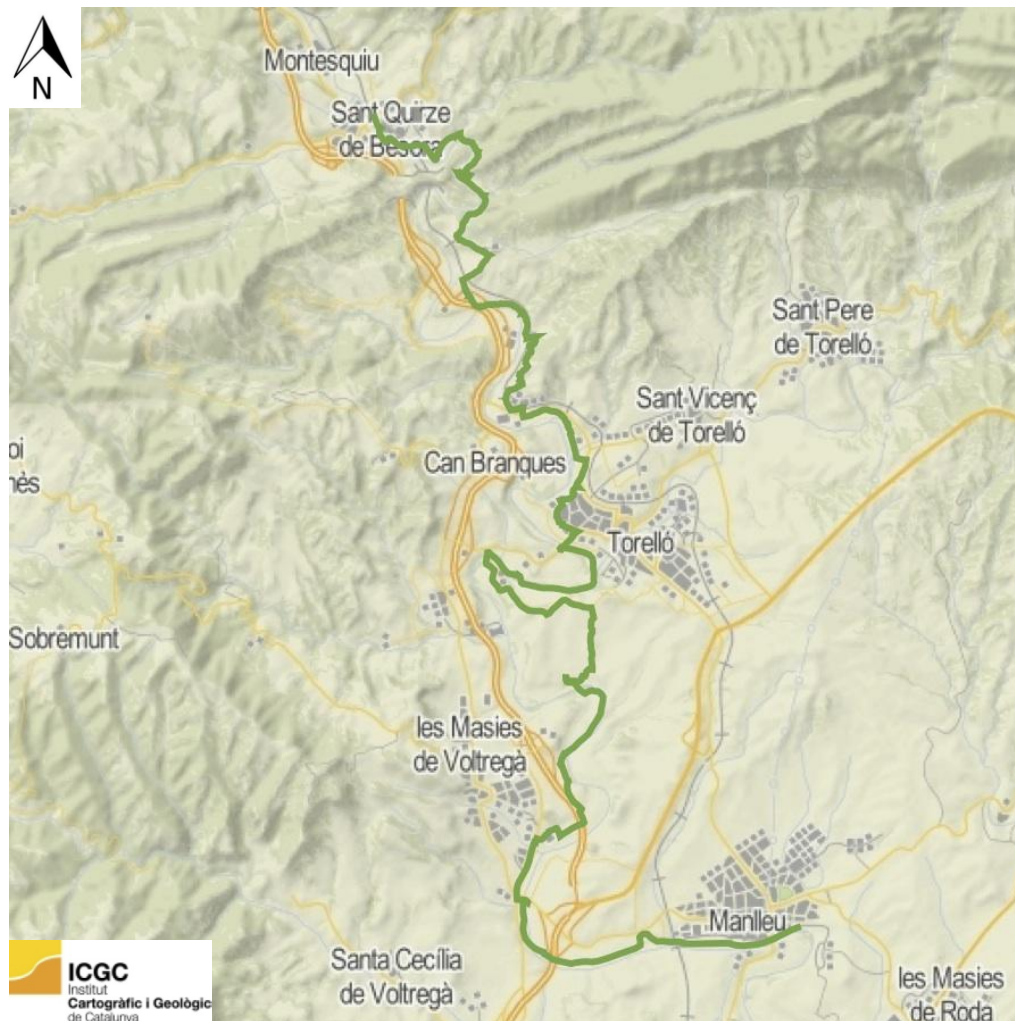 N
Montesquiu
Sant Quirze
de Besora
Sant Pere
de Torelló
Sant Vicenç
de Torelló
Can Branques
Torelló
Sobremunt
les Masies
de Voltregà
Manlleu
Santa Cecília
de Voltregà
les Masies
de Roda
ICGC
Institut
Cartogràfic i Geològic
de Catalunya